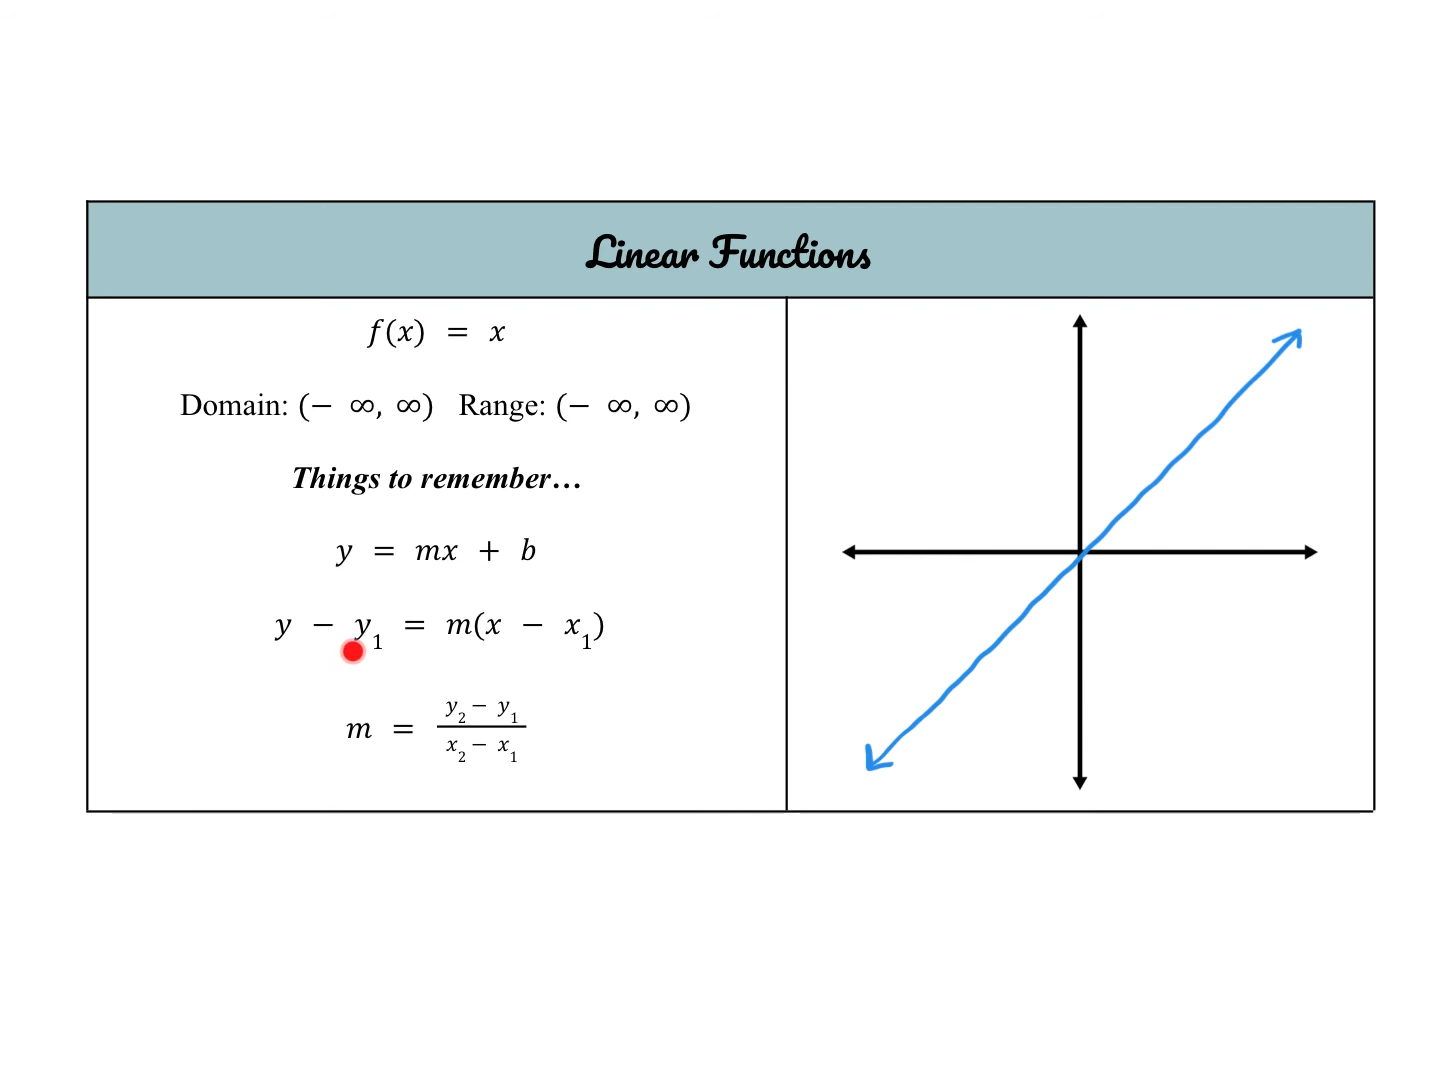 Linear Functions
f(x) = x
Domain: (− ∞, ∞) Range: (− ∞, ∞)
Things to remember…
y = mx + b
y − y₁ = m(x − x₁)
m = (y₂ − y₁)/(x₂ − x₁)